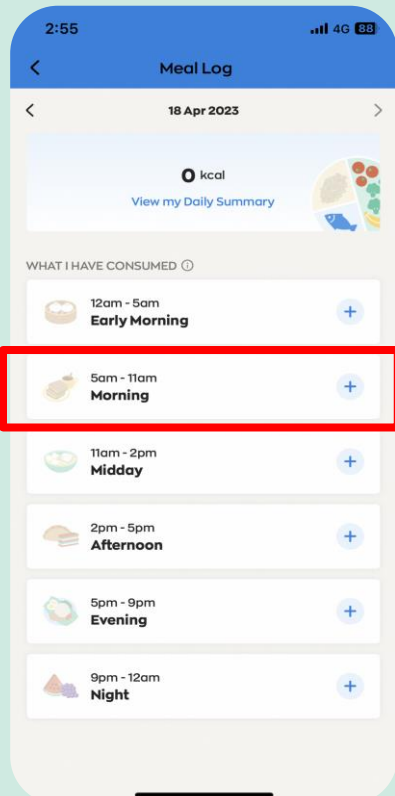 2:55 4G 88
Meal Log
18 Apr 2023
0 kcal
View my Daily Summary
WHAT I HAVE CONSUMED
12am - 5am
Early Morning
5am - 11am
Morning
11am - 2pm
Midday
2pm - 5pm
Afternoon
5pm - 9pm
Evening
9pm - 12am
Night